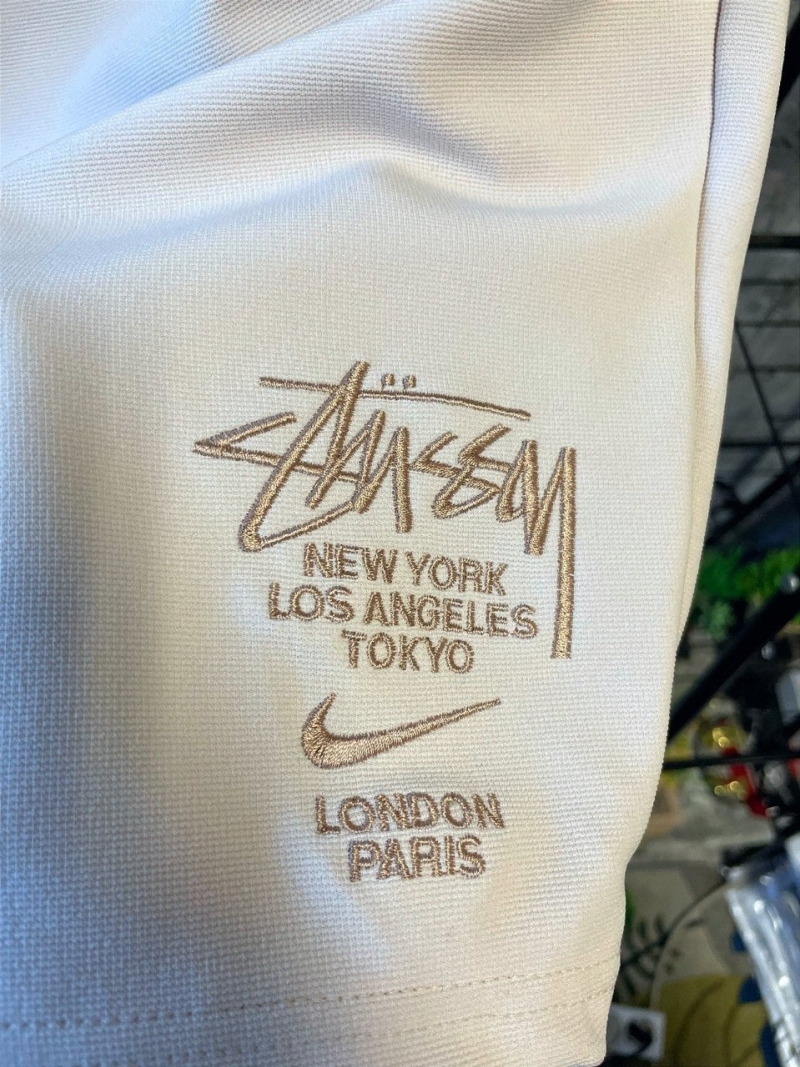 Stüssy
NEW YORK
LOS ANGELES
TOKYO
LONDON
PARIS